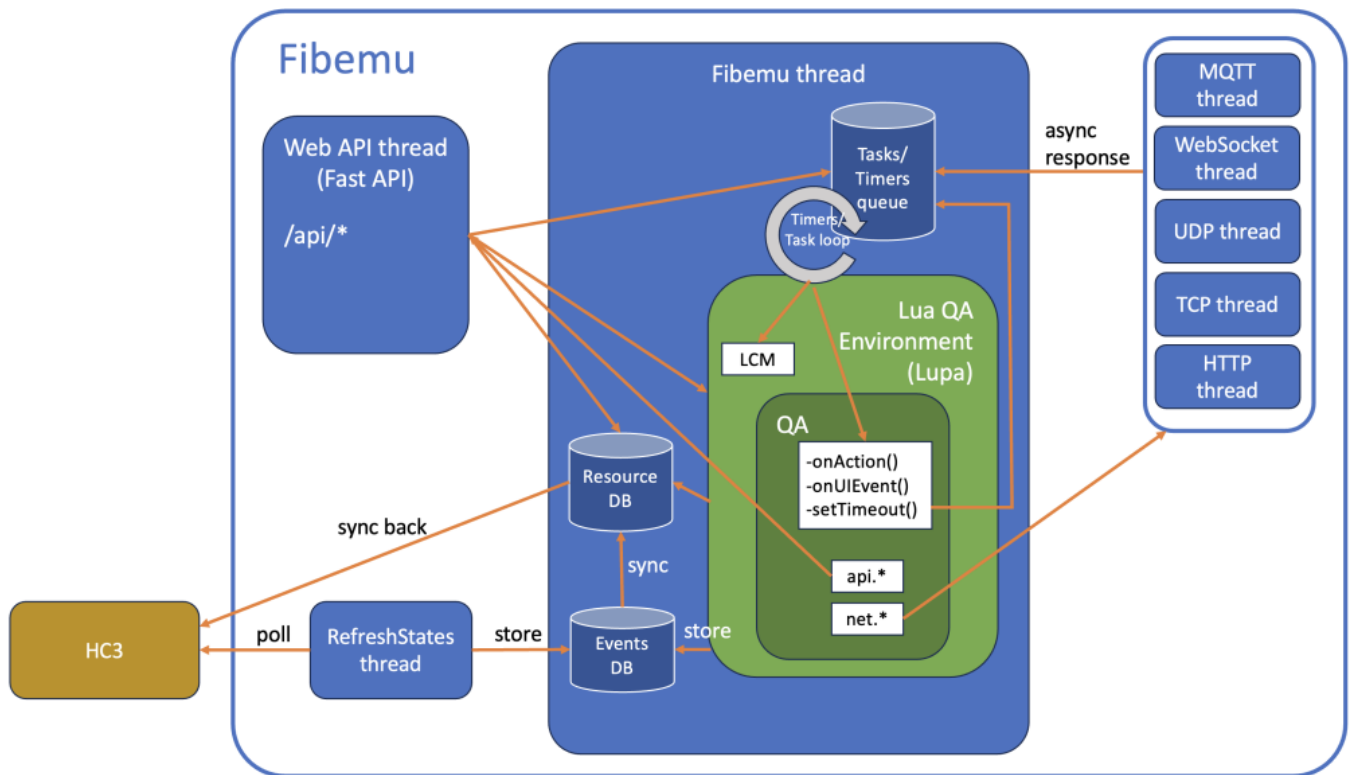 Fibemu
Fibemu thread
MQTT
thread
Web API thread
(Fast API)
/api/*
Tasks/
Timers
queue
async
response
WebSocket
thread
Timers/
Task loop
UDP thread
TCP thread
HTTP
thread
Lua QA
Environment
(Lupa)
LCM
QA
-onAction()
-onUIEvent()
-setTimeout()
Resource
DB
sync back
sync
api.*
net.*
HC3
poll
RefreshStates
thread
store
Events
DB
store